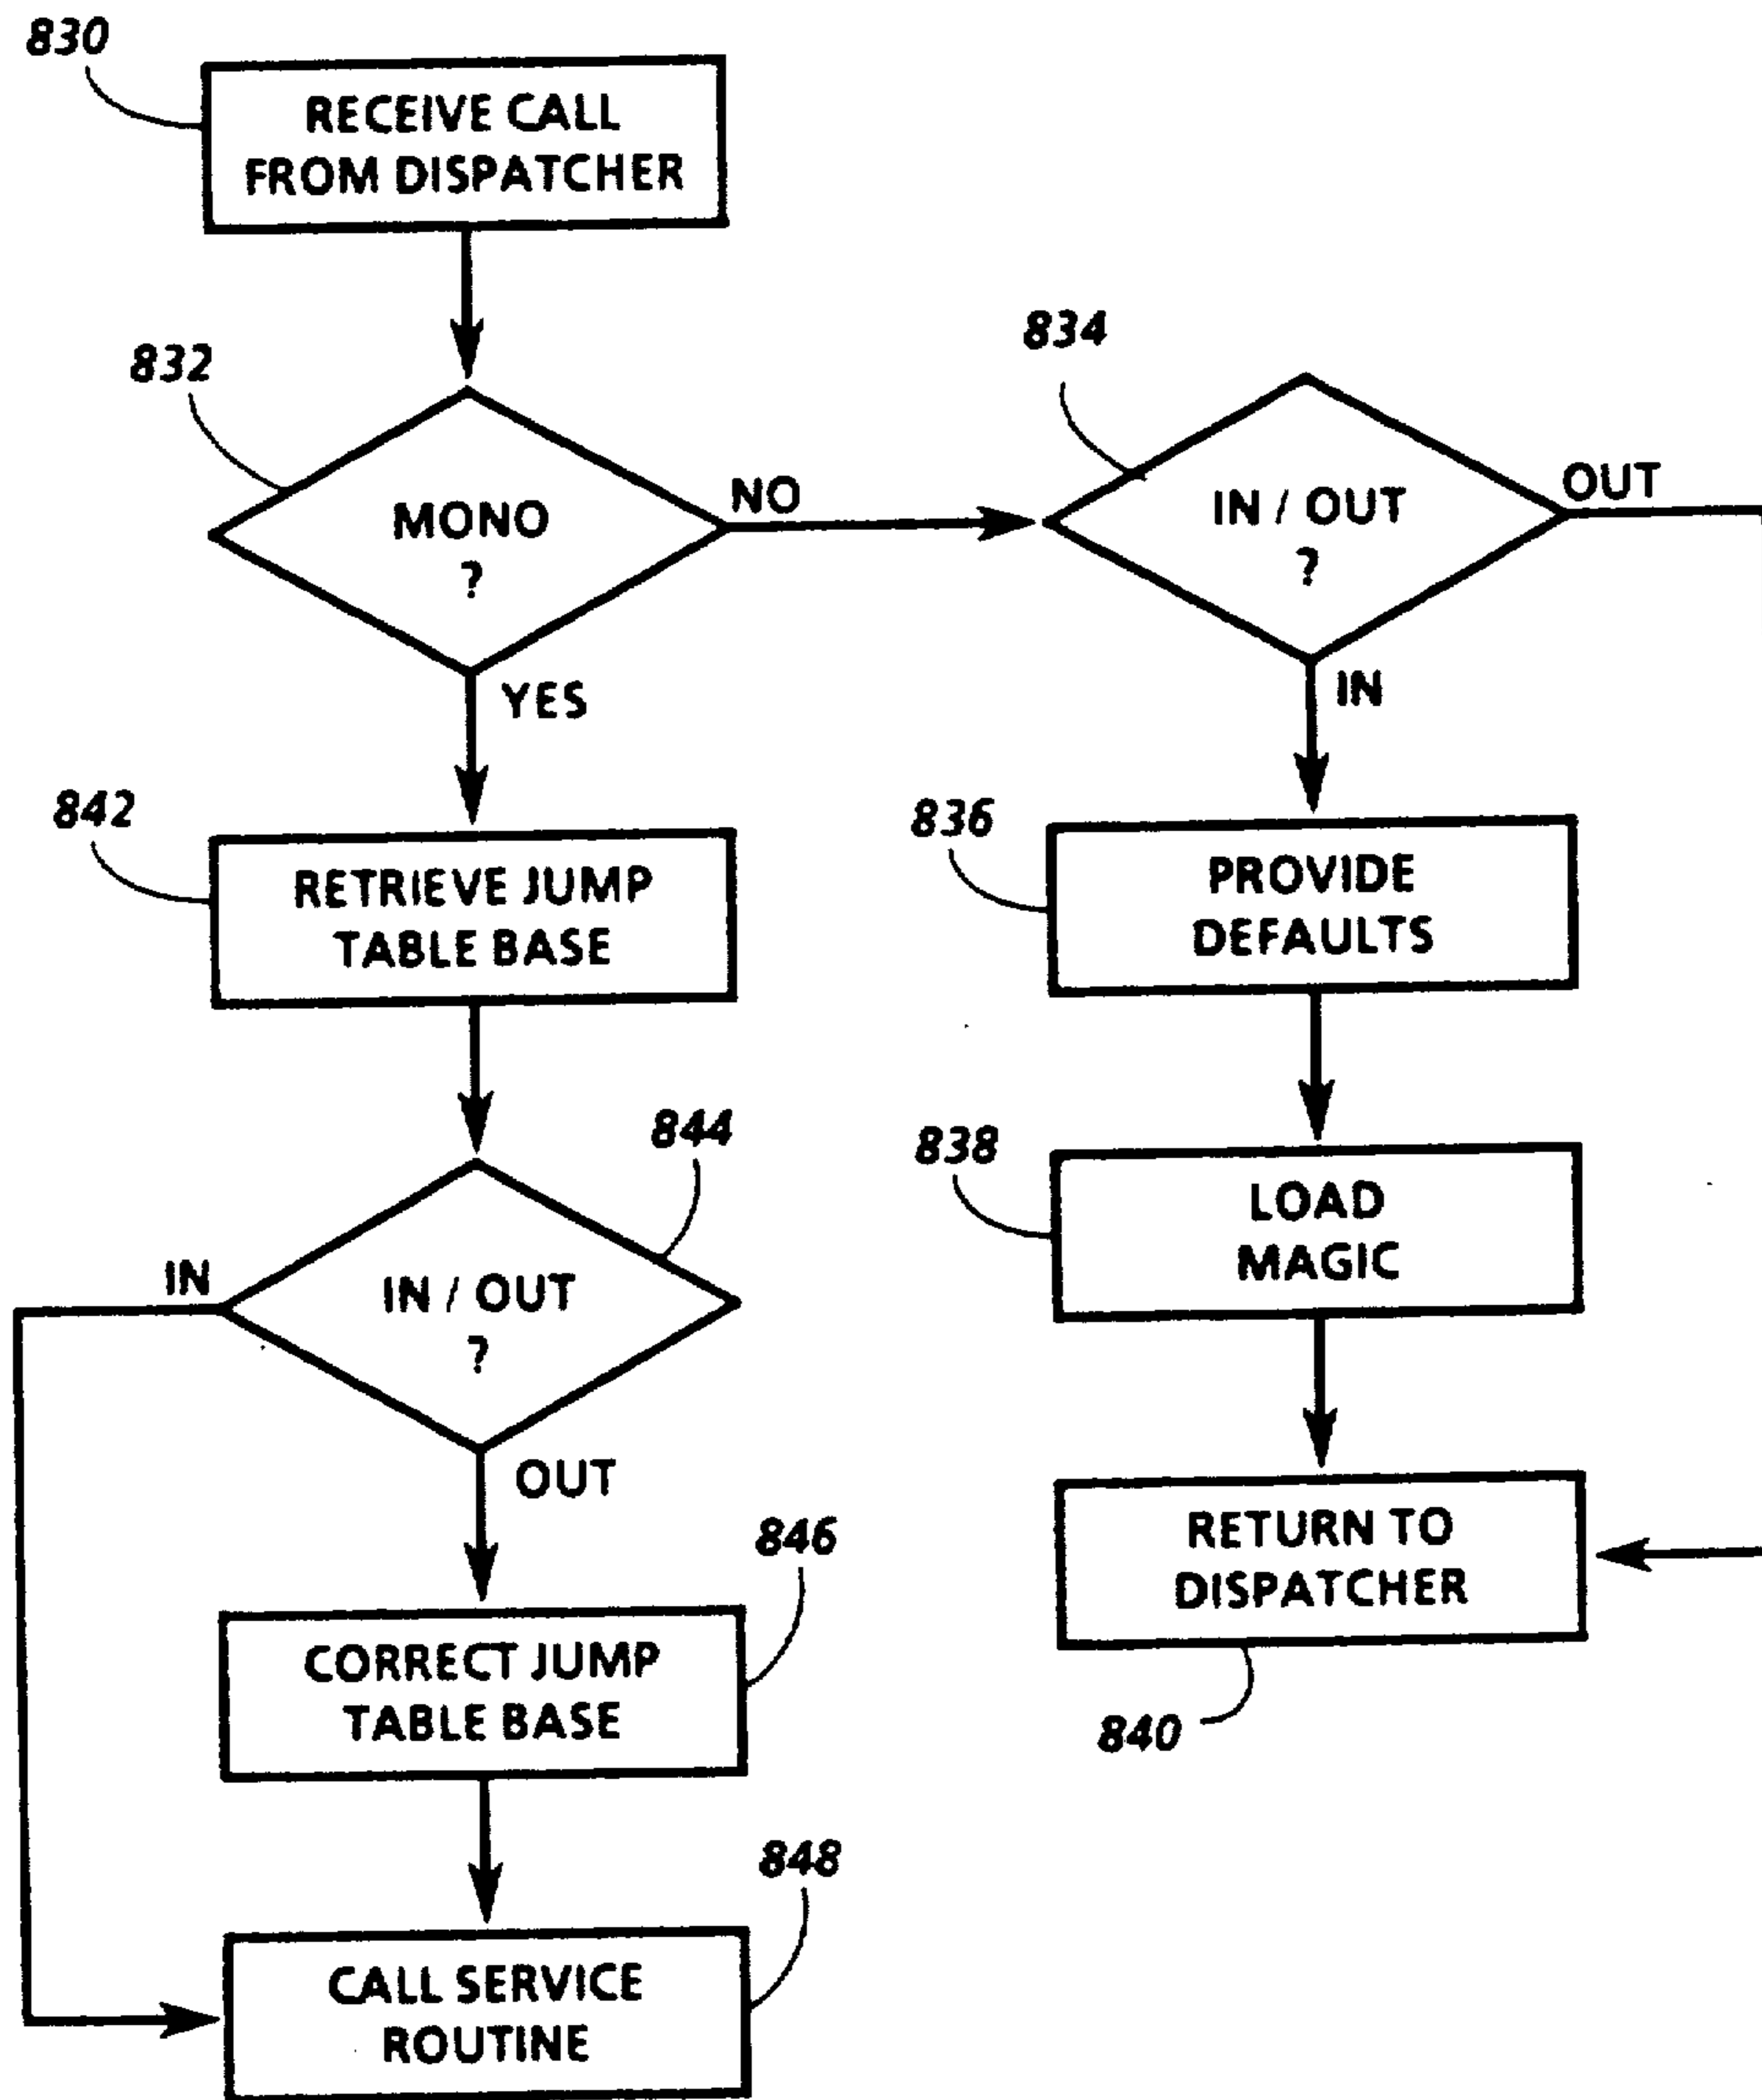 830
RECEIVE CALL
FROM DISPATCHER
832
MONO
?
NO
YES
834
IN / OUT
?
OUT
IN
842
RETRIEVE JUMP
TABLE BASE
836
PROVIDE
DEFAULTS
844
IN / OUT
?
IN
OUT
838
LOAD
MAGIC
846
CORRECT JUMP
TABLE BASE
RETURN TO
DISPATCHER
840
848
CALL SERVICE
ROUTINE